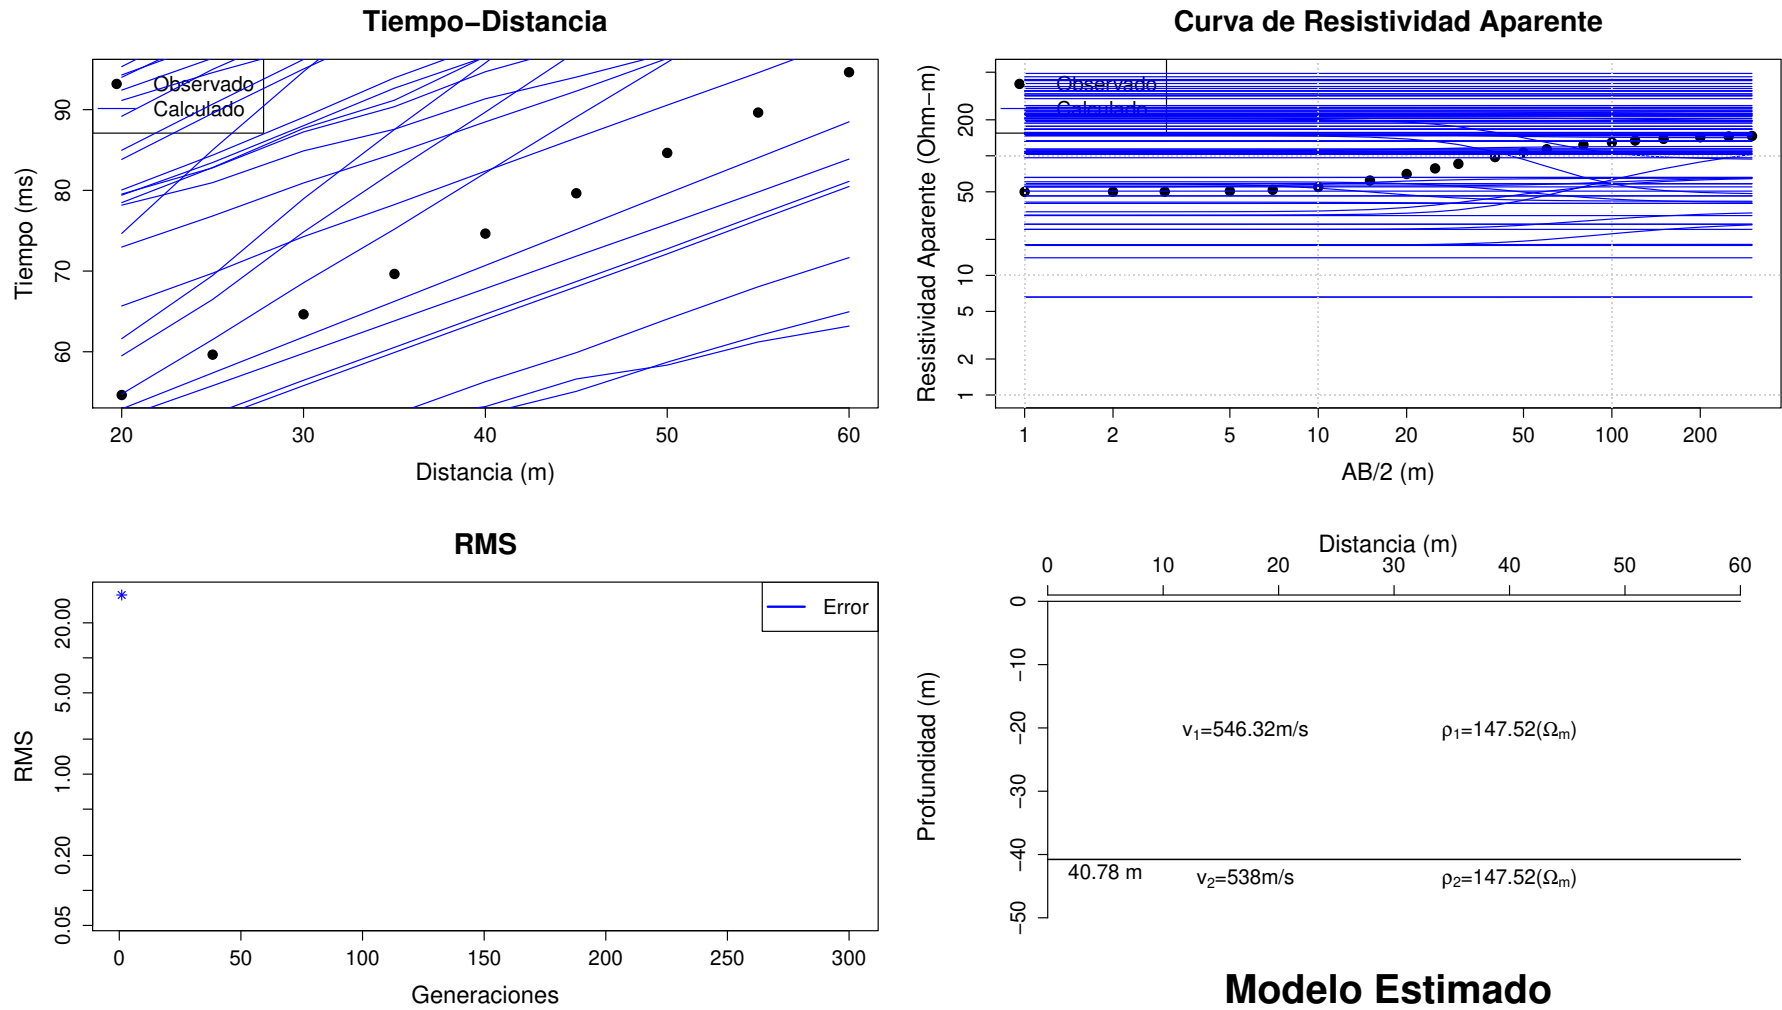 Tiempo−Distancia
Observado
Calculado
Tiempo (ms)
90
80
70
60
20 30 40 50 60
Distancia (m)
Curva de Resistividad Aparente
Observado
Calculado
Resistividad Aparente (Ohm−m)
200
50
10
5
2
1
1 2 5 10 20 50 100 200
AB/2 (m)
RMS
Error
RMS
20.00
5.00
1.00
0.20
0.05
0 50 100 150 200 250 300
Generaciones
Distancia (m)
0 10 20 30 40 50 60
Profundidad (m)
0
−10
−20
−30
−40
−50
v1=546.32m/s ρ1=147.52(Ωm)
40.78 m v2=538m/s ρ2=147.52(Ωm)
Modelo Estimado